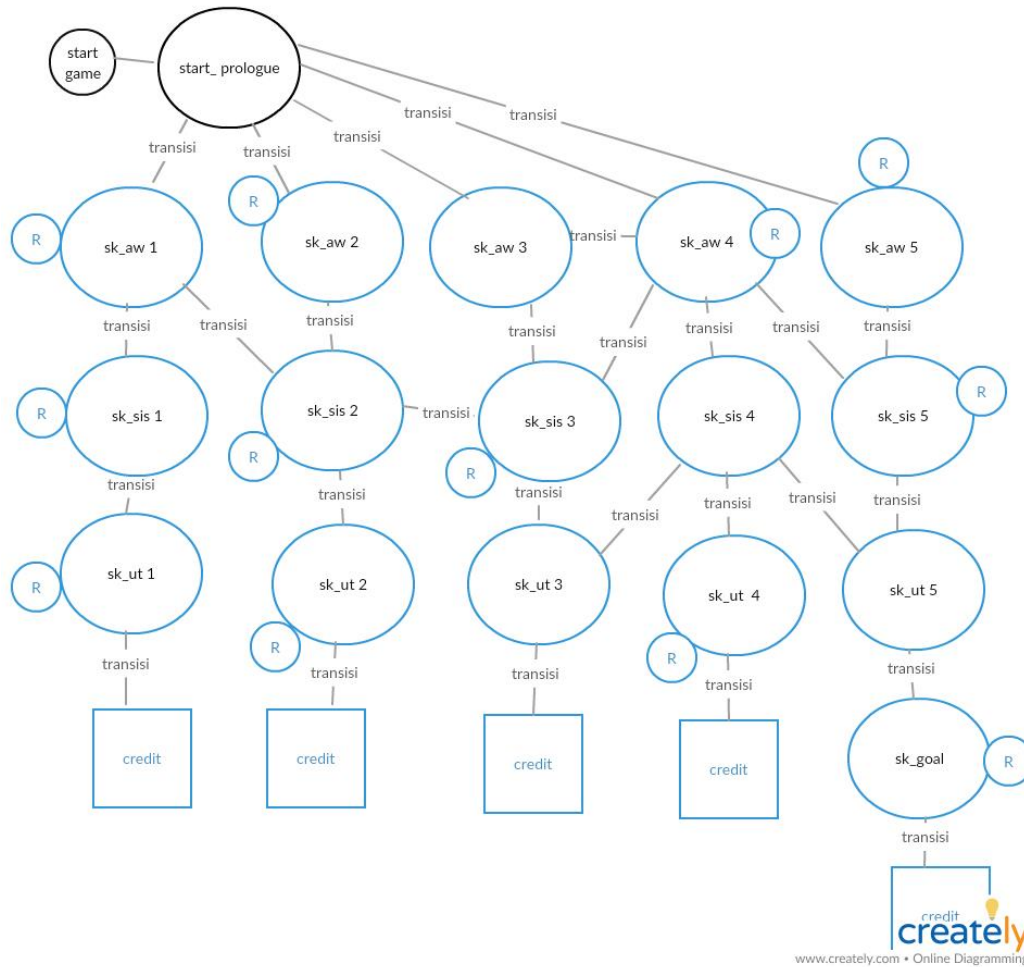 start
game
start_ prologue
transisi
transisi
transisi
transisi
transisi
R
R
R
R
sk_aw 1
sk_aw 2
sk_aw 3
transisi
sk_aw 4
sk_aw 5
transisi
transisi
transisi
transisi
transisi
transisi
transisi
transisi
R
sk_sis 1
sk_sis 2
transisi
sk_sis 3
sk_sis 4
sk_sis 5
R
R
R
transisi
transisi
transisi
transisi
transisi
transisi
transisi
R
sk_ut 1
sk_ut 2
sk_ut 3
sk_ut 4
sk_ut 5
R
R
transisi
transisi
transisi
transisi
transisi
credit
credit
credit
credit
sk_goal
R
transisi
credit
creately
www.creately.com • Online Diagramming